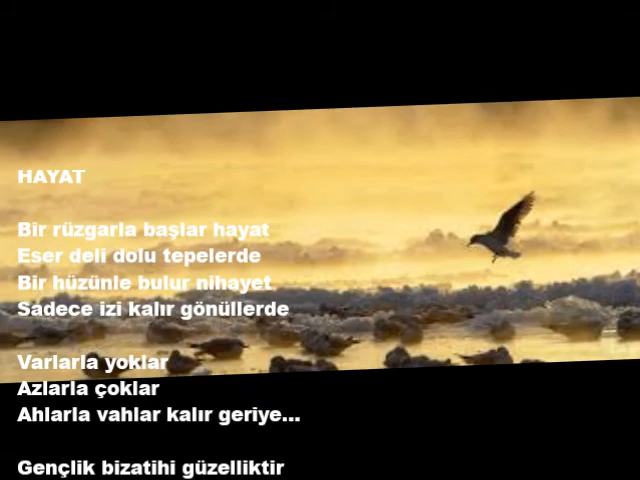 HAYAT
Bir rüzgarla başlar hayat
Eser deli dolu tepelerde
Bir hüzünle bulur nihayet
Sadece izi kalır gönüllerde
Varlarla yoklar
Azlarla çoklar
Ahlarla vahlar kalır geriye...
Gençlik bizatihi güzelliktir